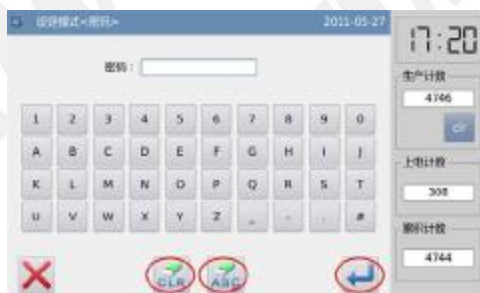 设定模式<密码> 2011-05-27
17:20
密码:
生产计数
4746
clr
1 2 3 4 5 6 7 8 9 0
A B C D E F G H I J
上电计数
K L M N O P Q R S T
308
U V W X Y Z _ - . #
累积计数
4744
CLR ABC